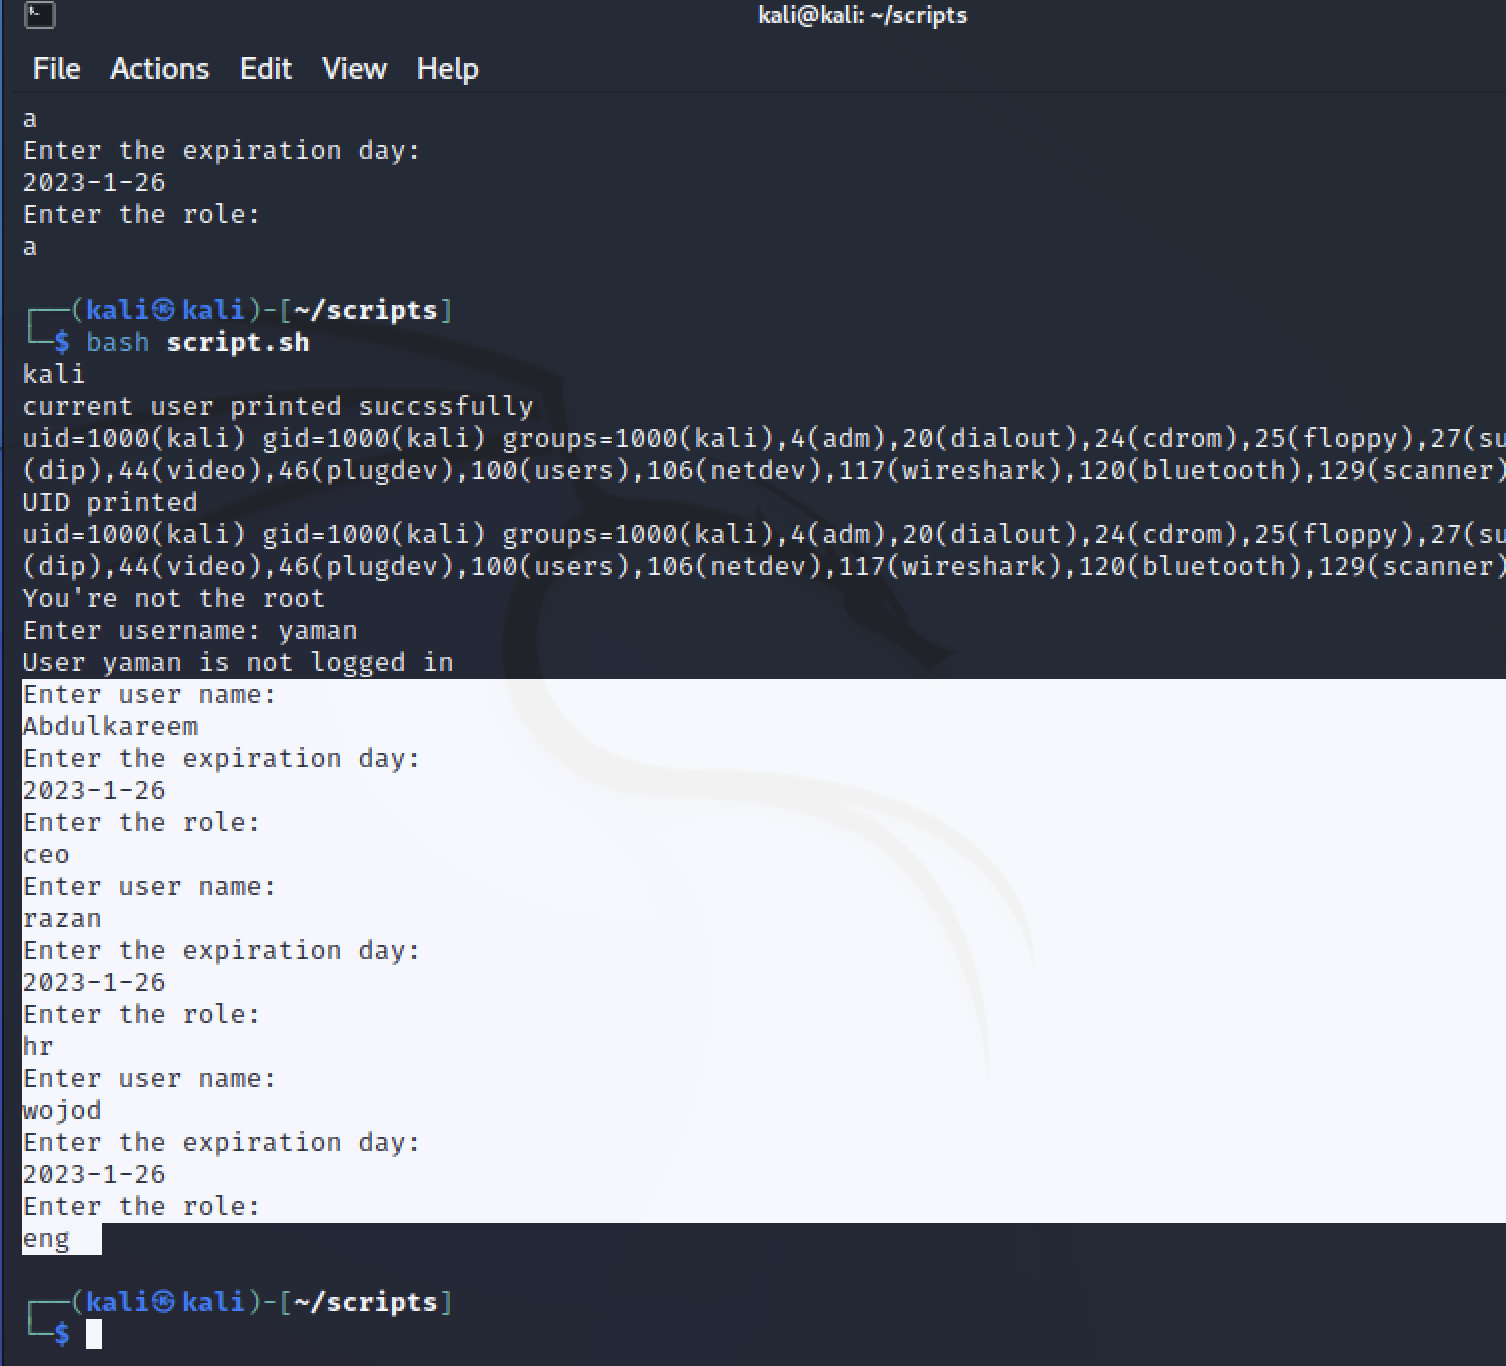 kali@kali: ~/scripts
File Actions Edit View Help
a
Enter the expiration day:
2023-1-26
Enter the role:
a
┌──(kali㉿kali)-[~/scripts]
└─$ bash script.sh
kali
current user printed succssfully
uid=1000(kali) gid=1000(kali) groups=1000(kali),4(adm),20(dialout),24(cdrom),25(floppy),27(su
(dip),44(video),46(plugdev),100(users),106(netdev),117(wireshark),120(bluetooth),129(scanner)
UID printed
uid=1000(kali) gid=1000(kali) groups=1000(kali),4(adm),20(dialout),24(cdrom),25(floppy),27(su
(dip),44(video),46(plugdev),100(users),106(netdev),117(wireshark),120(bluetooth),129(scanner)
You're not the root
Enter username: yaman
User yaman is not logged in
Enter user name:
Abdulkareem
Enter the expiration day:
2023-1-26
Enter the role:
ceo
Enter user name:
razan
Enter the expiration day:
2023-1-26
Enter the role:
hr
Enter user name:
wojod
Enter the expiration day:
2023-1-26
Enter the role:
eng
┌──(kali㉿kali)-[~/scripts]
└─$